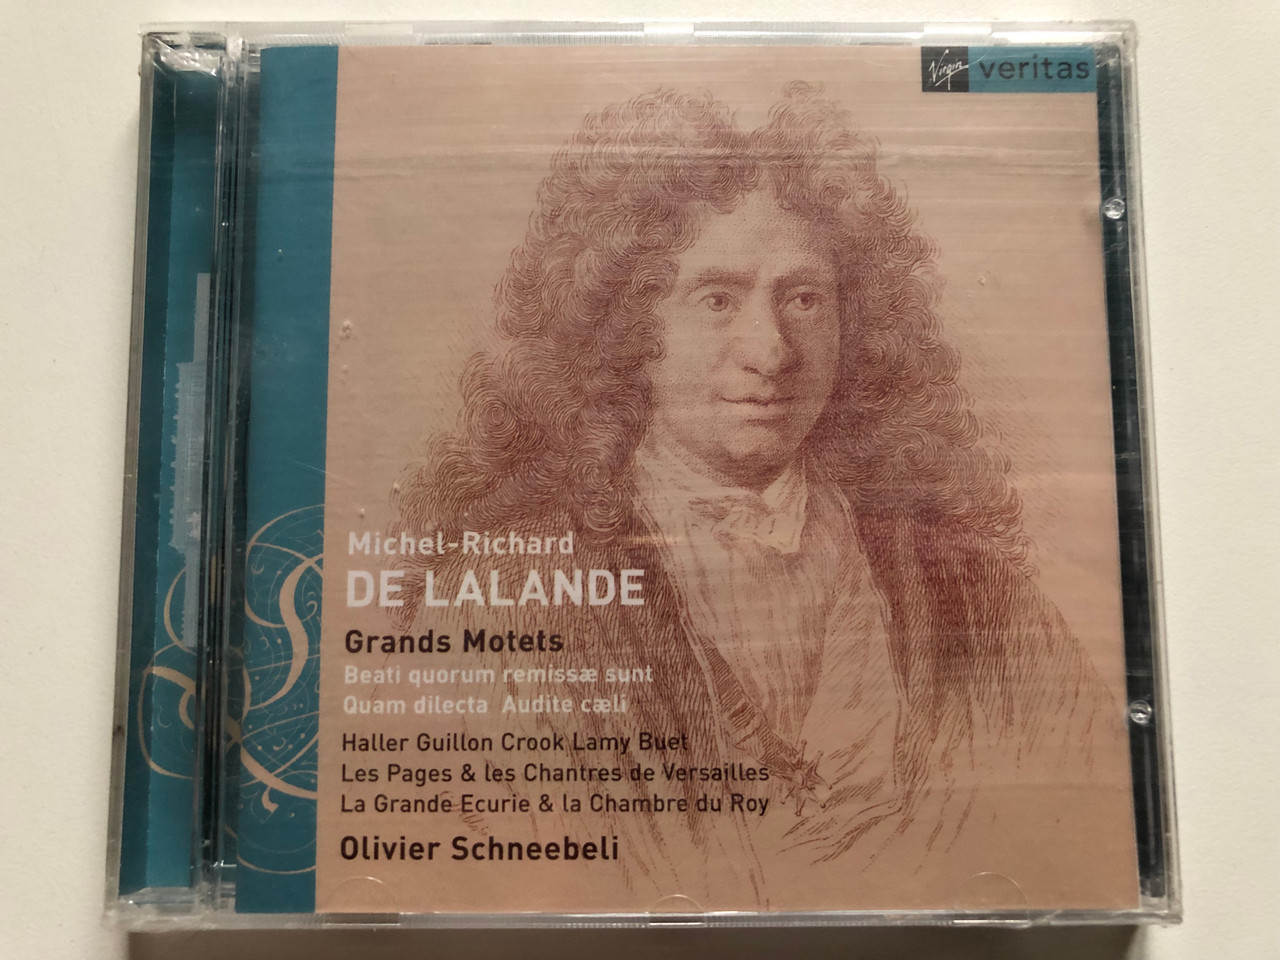 Virgin veritas
Michel-Richard
DE LALANDE
Grands Motets
Beati quorum remissæ sunt
Quam dilecta Audite cæli
Haller Guillon Crook Lamy Buet
Les Pages & les Chantres de Versailles
La Grande Ecurie & la Chambre du Roy
Olivier Schneebeli